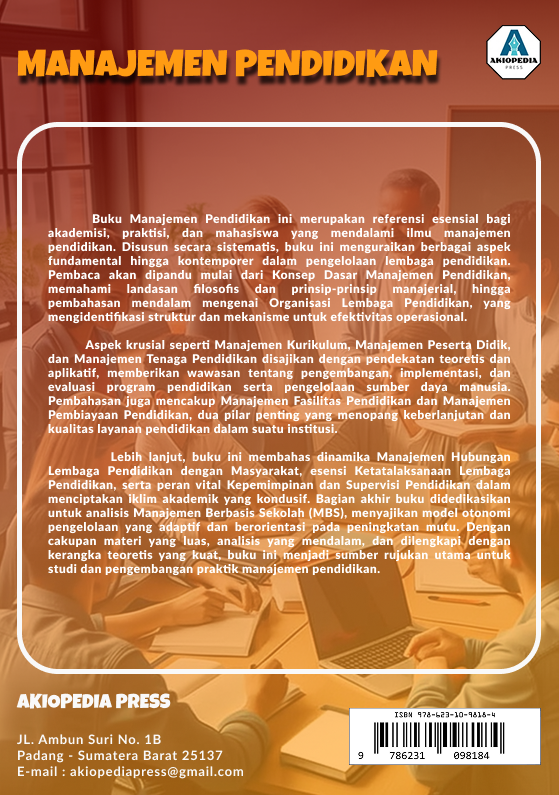 MANAJEMEN PENDIDIKAN
AKIOPEDIA
PRESS
Buku Manajemen Pendidikan ini merupakan referensi esensial bagi
akademisi, praktisi, dan mahasiswa yang mendalami ilmu manajemen
pendidikan. Disusun secara sistematis, buku ini menguraikan berbagai aspek
fundamental hingga kontemporer dalam pengelolaan lembaga pendidikan.
Pembaca akan dipandu mulai dari Konsep Dasar Manajemen Pendidikan,
memahami landasan filosofis dan prinsip-prinsip manajerial, hingga
pembahasan mendalam mengenai Organisasi Lembaga Pendidikan, yang
mengidentifikasi struktur dan mekanisme untuk efektivitas operasional.
Aspek krusial seperti Manajemen Kurikulum, Manajemen Peserta Didik,
dan Manajemen Tenaga Pendidikan disajikan dengan pendekatan teoretis dan
aplikatif, memberikan wawasan tentang pengembangan, implementasi, dan
evaluasi program pendidikan serta pengelolaan sumber daya manusia.
Pembahasan juga mencakup Manajemen Fasilitas Pendidikan dan Manajemen
Pembiayaan Pendidikan, dua pilar penting yang menopang keberlanjutan dan
kualitas layanan pendidikan dalam suatu institusi.
Lebih lanjut, buku ini membahas dinamika Manajemen Hubungan
Lembaga Pendidikan dengan Masyarakat, esensi Ketatalaksanaan Lembaga
Pendidikan, serta peran vital Kepemimpinan dan Supervisi Pendidikan dalam
menciptakan iklim akademik yang kondusif. Bagian akhir buku didedikasikan
untuk analisis Manajemen Berbasis Sekolah (MBS), menyajikan model otonomi
pengelolaan yang adaptif dan berorientasi pada peningkatan mutu. Dengan
cakupan materi yang luas, analisis yang mendalam, dan dilengkapi dengan
kerangka teoretis yang kuat, buku ini menjadi sumber rujukan utama untuk
studi dan pengembangan praktik manajemen pendidikan.
AKIOPEDIA PRESS
JL. Ambun Suri No. 1B
Padang - Sumatera Barat 25137
E-mail : akiopediapress@gmail.com
ISBN 978-623-10-9818-4
9 786231 098184